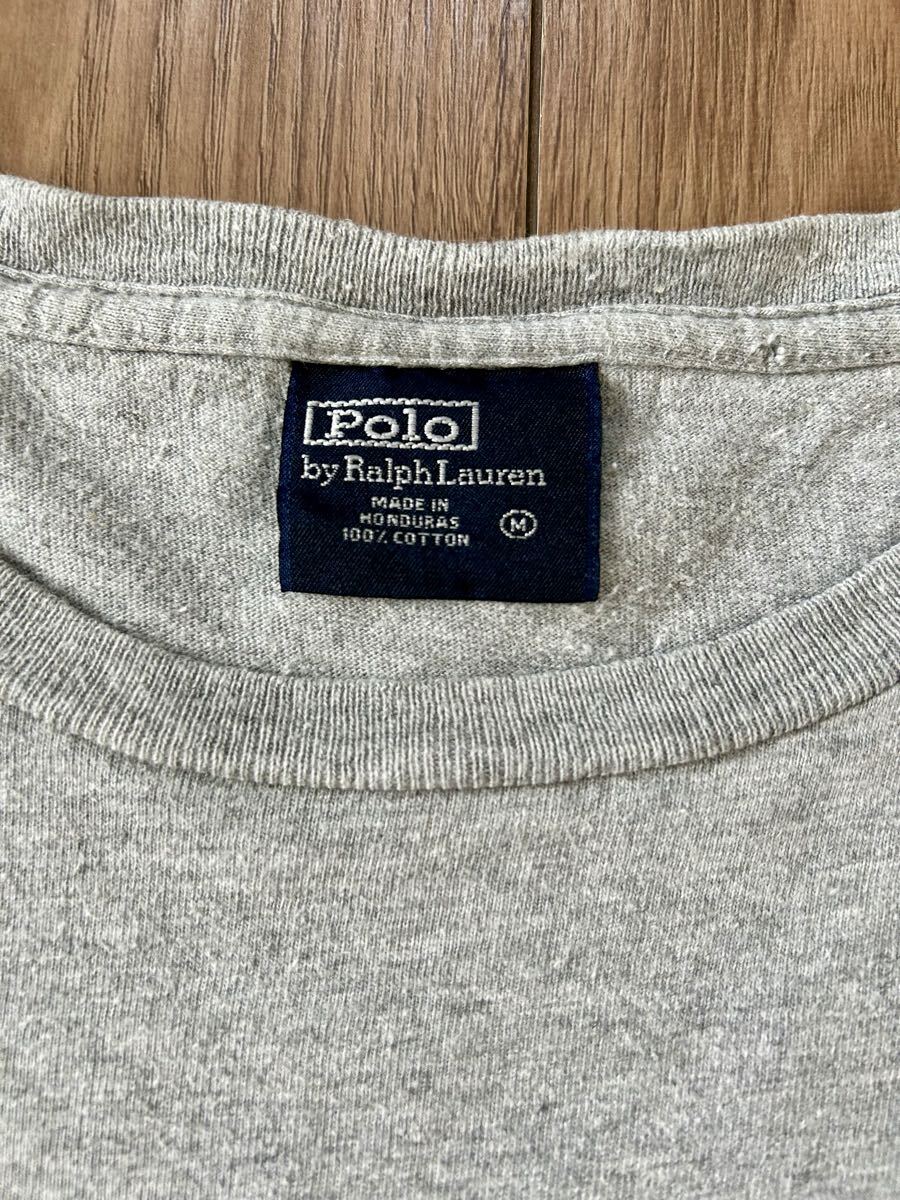 Polo
by Ralph Lauren
MADE IN
HONDURAS
100% COTTON
M